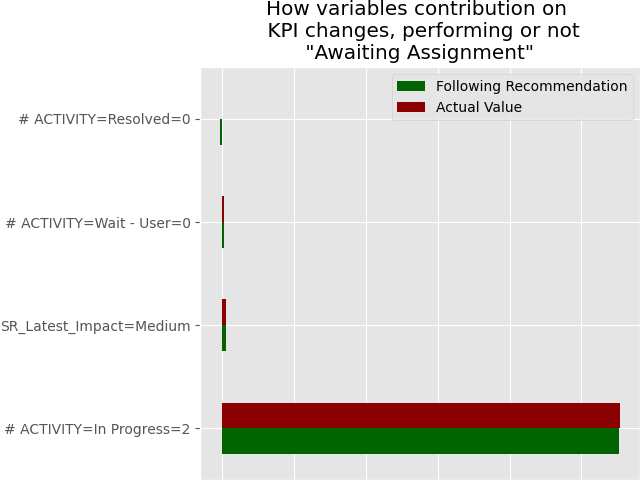 How variables contribution on
KPI changes, performing or not
"Awaiting Assignment"
Following Recommendation
Actual Value
# ACTIVITY=Resolved=0
# ACTIVITY=Wait - User=0
SR_Latest_Impact=Medium
# ACTIVITY=In Progress=2